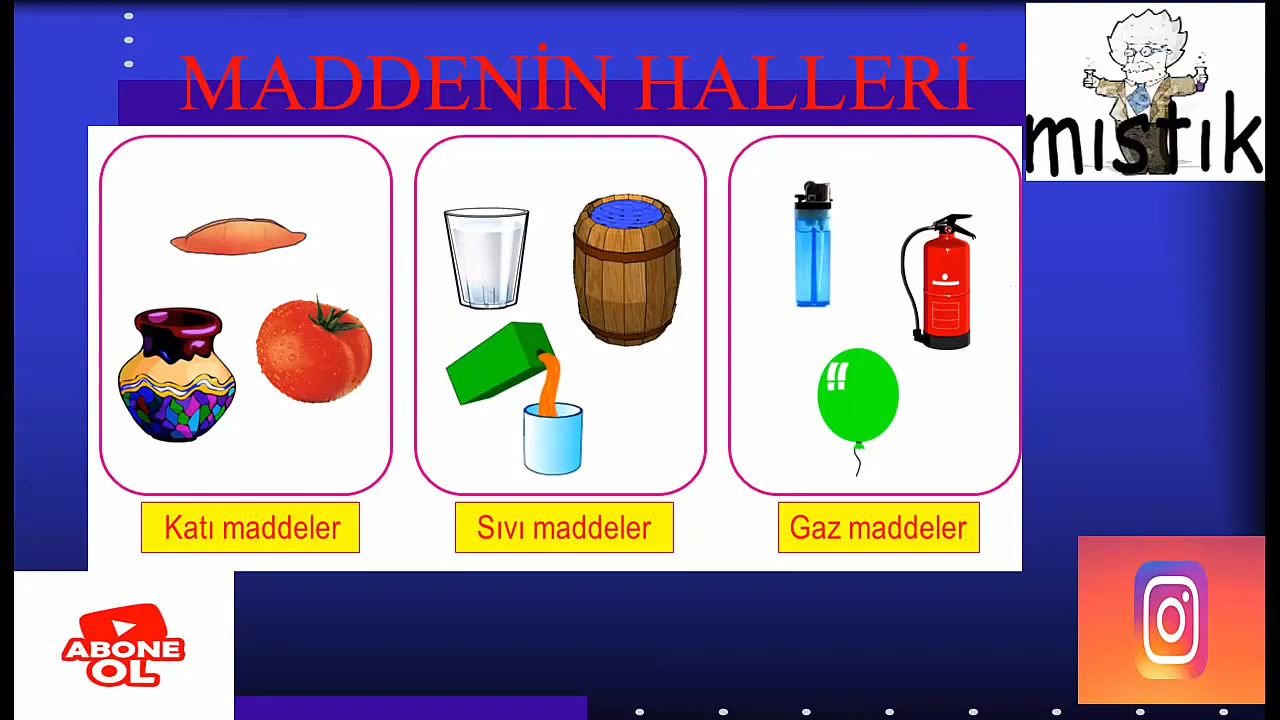 MADDENİN HALLERİ
mıstık
Katı maddeler
Sıvı maddeler
Gaz maddeler
ABONE
OL